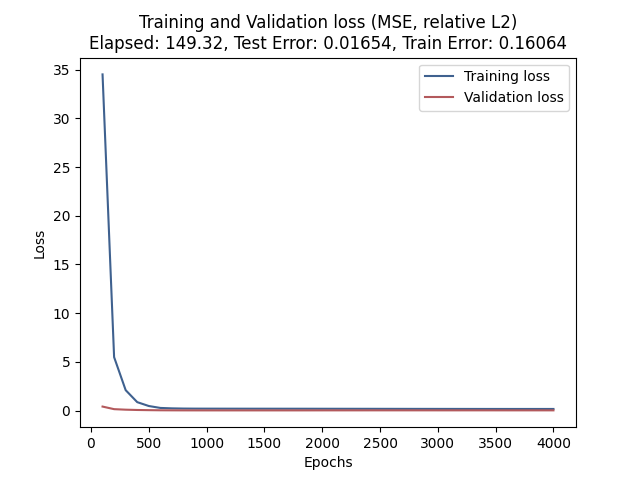 Training and Validation loss (MSE, relative L2)
Elapsed: 149.32, Test Error: 0.01654, Train Error: 0.16064
Training loss
Validation loss
35
30
25
20
15
10
5
0
Loss
0 500 1000 1500 2000 2500 3000 3500 4000
Epochs